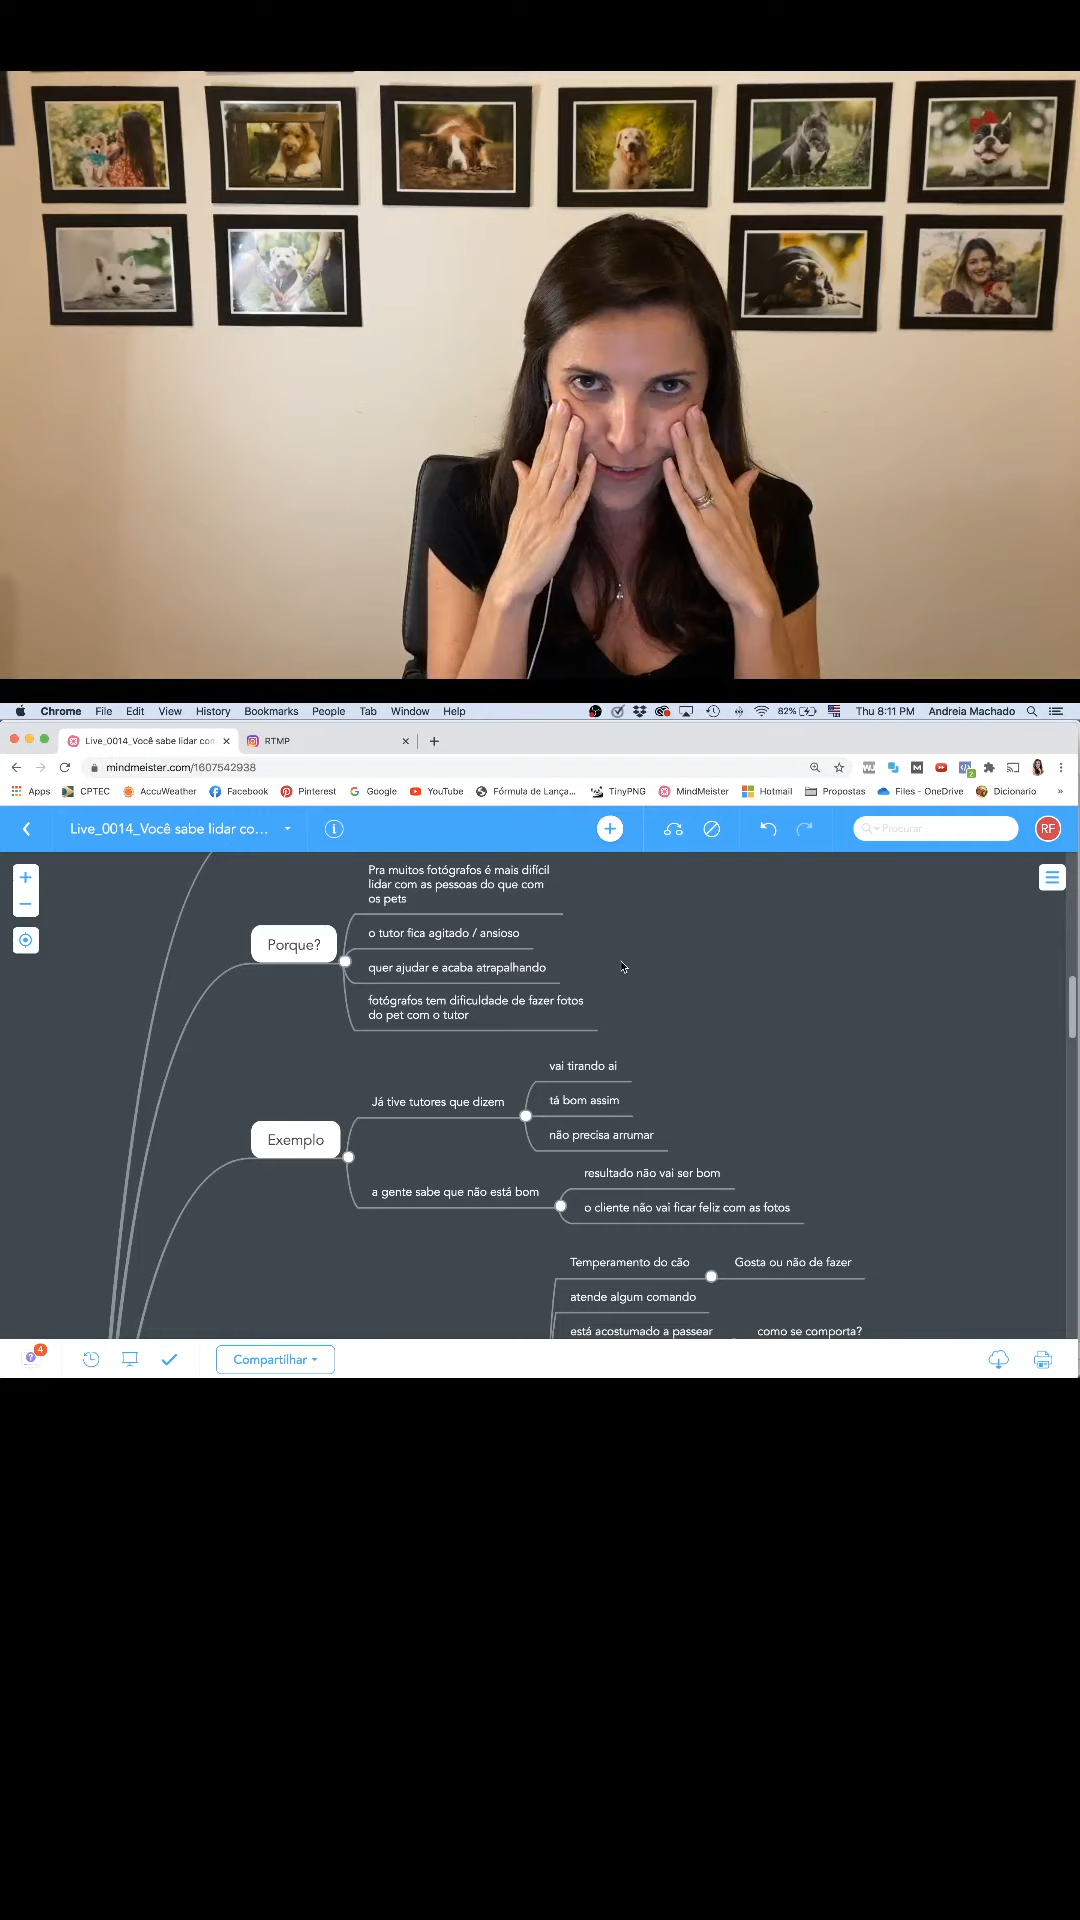 Chrome File Edit View History Bookmarks People Tab Window Help 82% Thu 8:11 PM Andreia Machado
Live_0014_Você sabe lidar con RTMP
mindmeister.com/1607542938
Apps CPTEC AccuWeather Facebook Pinterest Google YouTube Fórmula de Lança... TinyPNG MindMeister Hotmail Propostas Files - OneDrive Dicionario »
Live_0014_Você sabe lidar co... Procurar RF
Pra muitos fotógrafos é mais difícil
lidar com as pessoas do que com
os pets
Porque?
o tutor fica agitado / ansioso
quer ajudar e acaba atrapalhando
fotógrafos tem dificuldade de fazer fotos
do pet com o tutor
vai tirando ai
Já tive tutores que dizem
tá bom assim
Exemplo
não precisa arrumar
resultado não vai ser bom
a gente sabe que não está bom
o cliente não vai ficar feliz com as fotos
Temperamento do cão Gosta ou não de fazer
atende algum comando
está acostumado a passear como se comporta?
4
Compartilhar